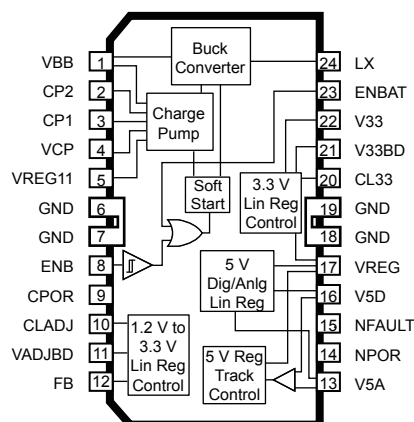 VBB 1
CP2 2
CP1 3
VCP 4
VREG11 5
GND 6
GND 7
ENB 8
CPOR 9
CLADJ 10
VADJBD 11
FB 12
Buck
Converter
Charge
Pump
Soft
Start
3.3 V
Lin Reg
Control
5 V
Dig/Anlg
Lin Reg
1.2 V to
3.3 V
Lin Reg
Control
5 V Reg
Track
Control
24 LX
23 ENBAT
22 V33
21 V33BD
20 CL33
19 GND
18 GND
17 VREG
16 V5D
15 NFAULT
14 NPOR
13 V5A